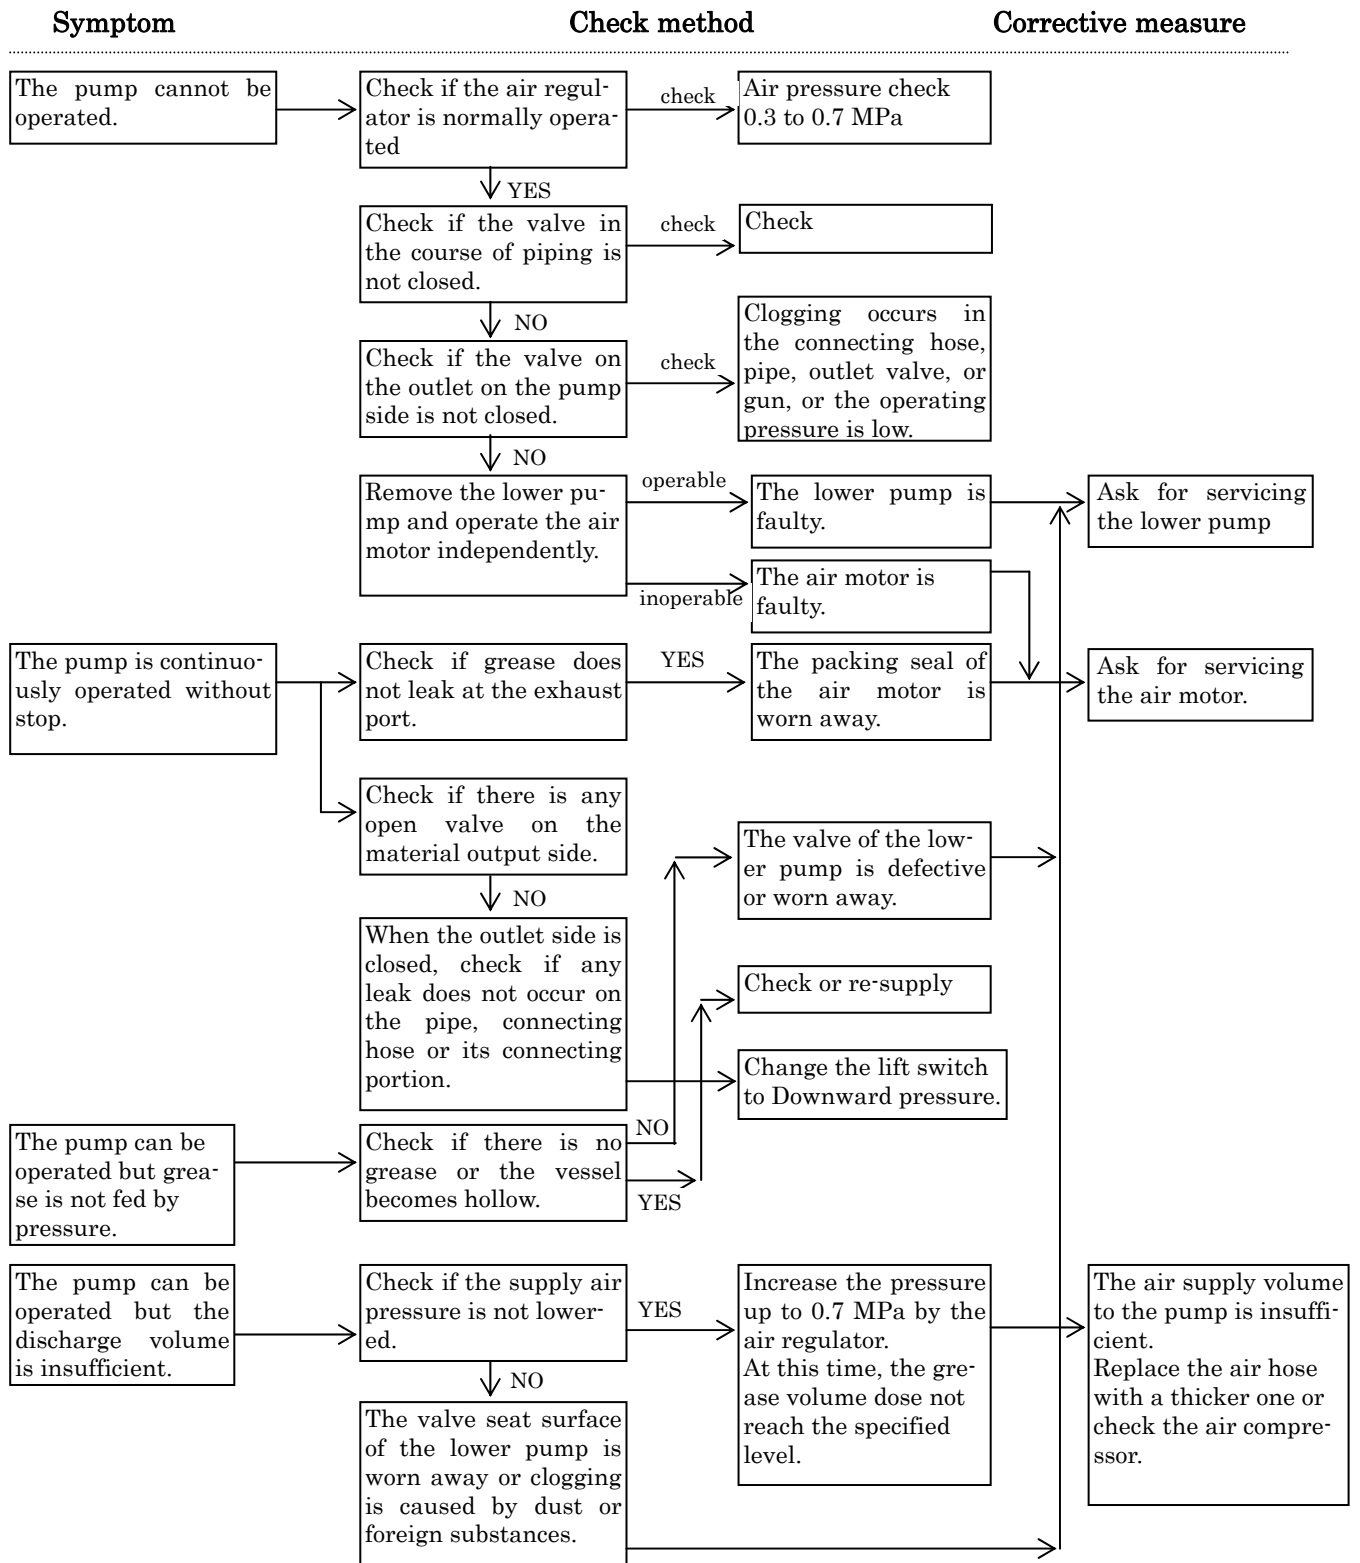 Symptom
Check method
Corrective measure
The pump cannot be
operated.
Check if the air regul-
ator is normally opera-
ted
check
Air pressure check
0.3 to 0.7 MPa
YES
Check if the valve in
the course of piping is
not closed.
check
Check
NO
Check if the valve on
the outlet on the pump
side is not closed.
check
Clogging occurs in
the connecting hose,
pipe, outlet valve, or
gun, or the operating
pressure is low.
NO
Remove the lower pu-
mp and operate the air
motor independently.
operable
The lower pump is
faulty.
Ask for servicing
the lower pump
inoperable
The air motor is
faulty.
The pump is continuo-
usly operated without
stop.
Check if grease does
not leak at the exhaust
port.
YES
The packing seal of
the air motor is
worn away.
Ask for servicing
the air motor.
Check if there is any
open valve on the
material output side.
NO
The valve of the low-
er pump is defective
or worn away.
When the outlet side is
closed, check if any
leak does not occur on
the pipe, connecting
hose or its connecting
portion.
Check or re-supply
Change the lift switch
to Downward pressure.
The pump can be
operated but grea-
se is not fed by
pressure.
Check if there is no
grease or the vessel
becomes hollow.
NO
YES
The pump can be
operated but the
discharge volume
is insufficient.
Check if the supply air
pressure is not lower-
ed.
YES
Increase the pressure
up to 0.7 MPa by the
air regulator.
At this time, the gre-
ase volume dose not
reach the specified
level.
The air supply volume
to the pump is insuffi-
cient.
Replace the air hose
with a thicker one or
check the air compre-
ssor.
NO
The valve seat surface
of the lower pump is
worn away or clogging
is caused by dust or
foreign substances.